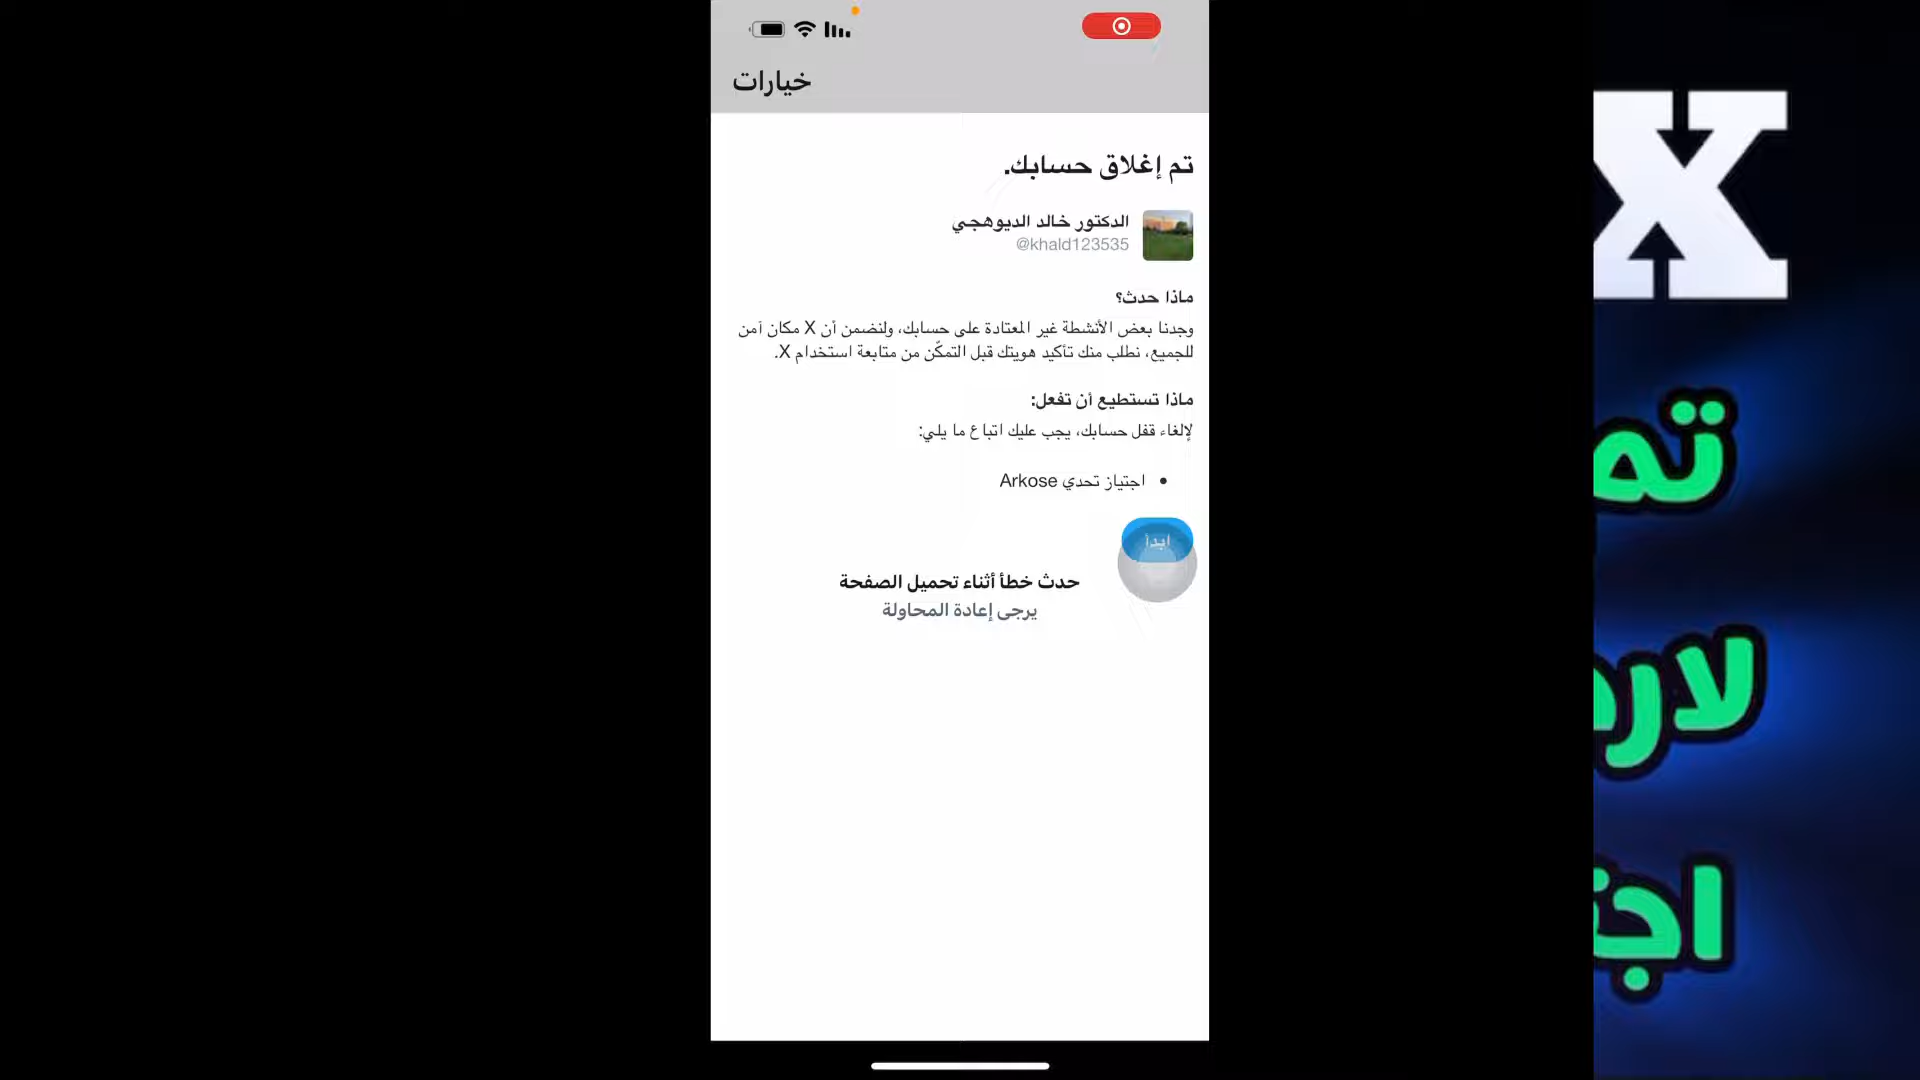 خيارات
تم إغلاق حسابك.
الدكتور خالد الديوهجي
@khald123535
ماذا حدث؟
وجدنا بعض الأنشطة غير المعتادة على حسابك، ولنضمن أن X مكان آمن
للجميع، نطلب منك تأكيد هويتك قبل التمكّن من متابعة استخدام X.
ماذا تستطيع أن تفعل:
لإلغاء قفل حسابك، يجب عليك اتباع ما يلي:
• اجتياز تحدي Arkose
ابدأ
حدث خطأ أثناء تحميل الصفحة
يرجى إعادة المحاولة
X